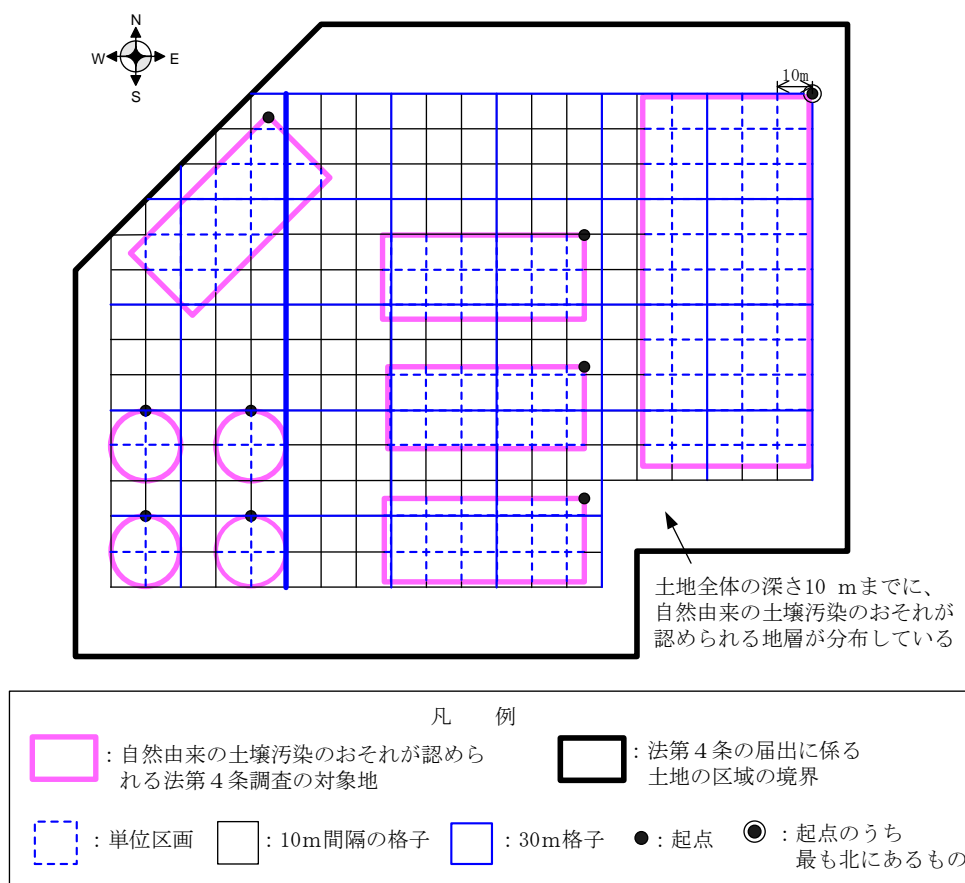 N
W
E
S
10m
土地全体の深さ10 mまでに、
自然由来の土壌汚染のおそれが
認められる地層が分布している
凡 例
：自然由来の土壌汚染のおそれが認めら
れる法第４条調査の対象地
：法第４条の届出に係る
土地の区域の境界
：単位区画
：10m間隔の格子
：30m格子
：起点
：起点のうち
最も北にあるもの